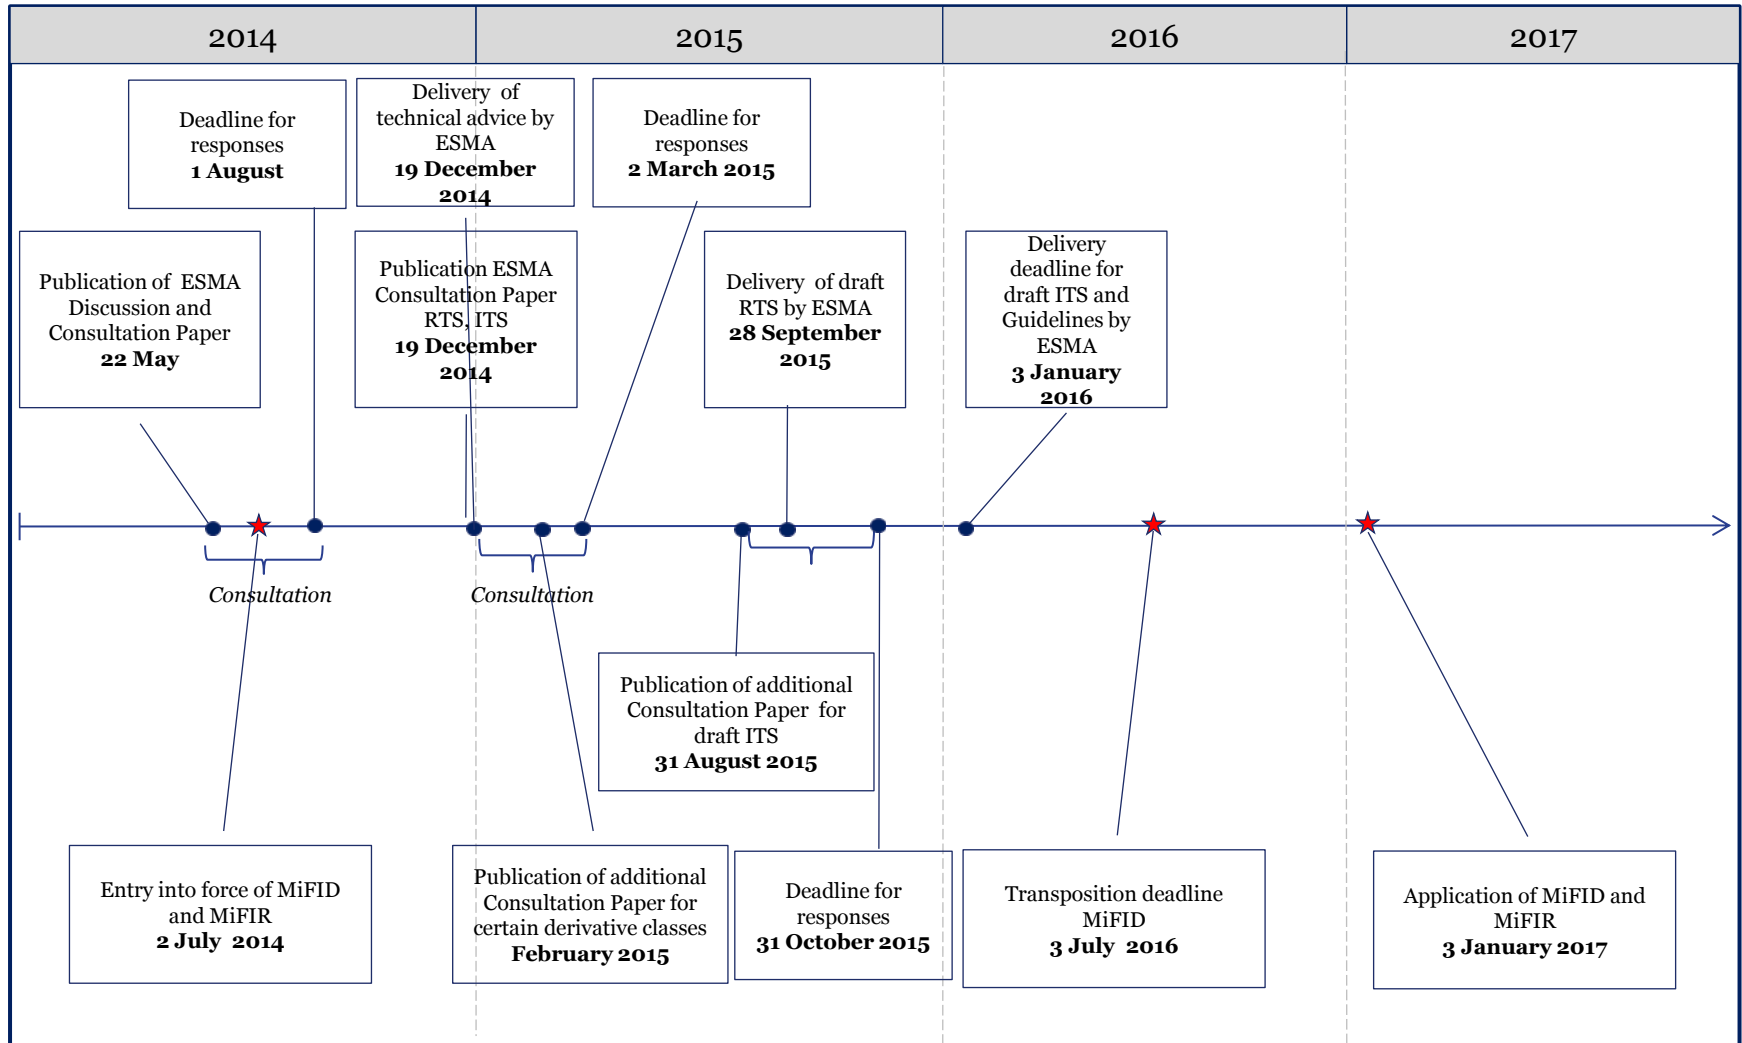 2014
2015
2016
2017
Deadline for
responses
1 August
Delivery of
technical advice by
ESMA
19 December
2014
Deadline for
responses
2 March 2015
Publication of ESMA
Discussion and
Consultation Paper
22 May
Publication ESMA
Consultation Paper
RTS, ITS
19 December
2014
Delivery of draft
RTS by ESMA
28 September
2015
Delivery
deadline for
draft ITS and
Guidelines by
ESMA
3 January
2016
Consultation
Consultation
Publication of additional
Consultation Paper for
draft ITS
31 August 2015
Entry into force of MiFID
and MiFIR
2 July 2014
Publication of additional
Consultation Paper for
certain derivative classes
February 2015
Deadline for
responses
31 October 2015
Transposition deadline
MiFID
3 July 2016
Application of MiFID and
MiFIR
3 January 2017